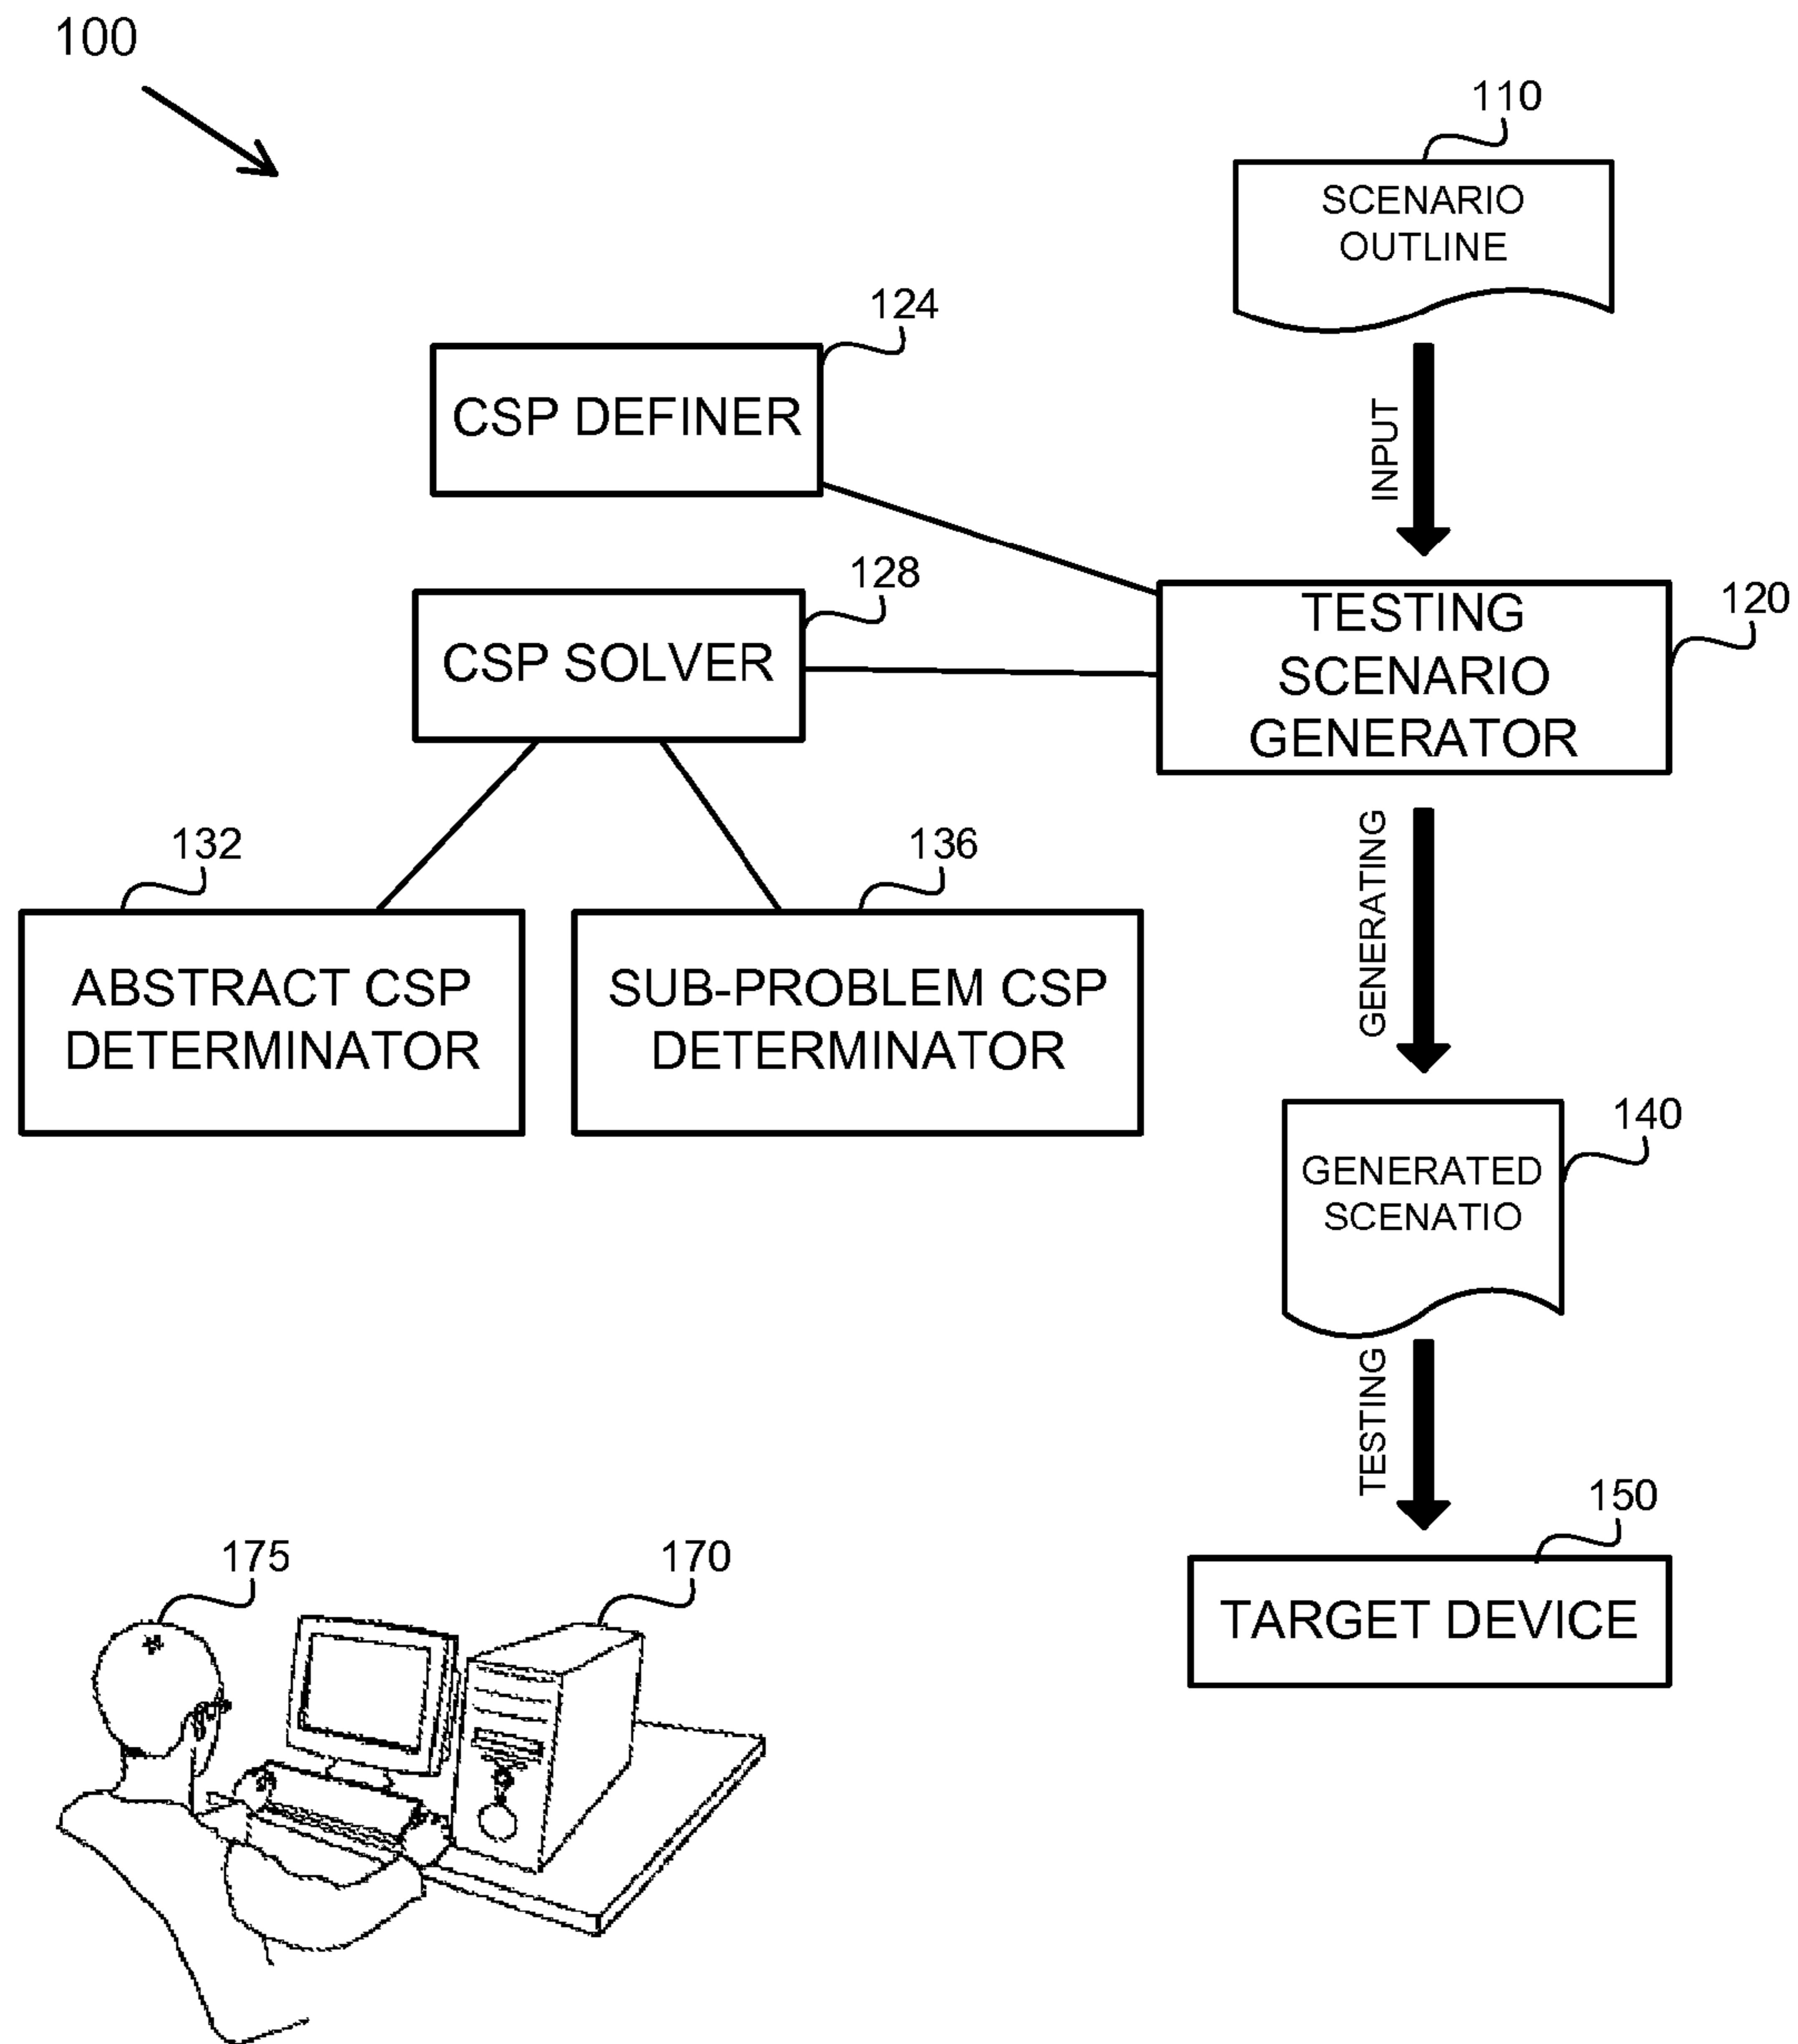 100
110
SCENARIO
OUTLINE
124
CSP DEFINER
INPUT
128
CSP SOLVER
TESTING
SCENARIO
GENERATOR
120
132
136
ABSTRACT CSP
DETERMINATOR
SUB-PROBLEM CSP
DETERMINATOR
GENERATING
140
GENERATED
SCENATIO
TESTING
150
TARGET DEVICE
175
170